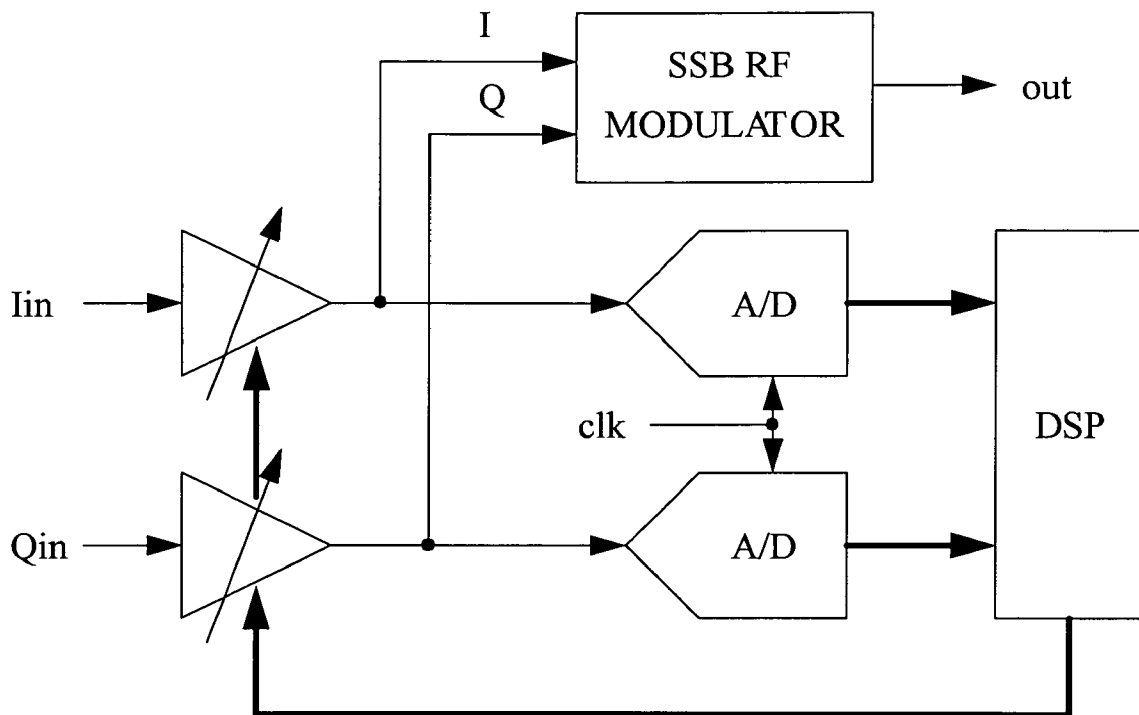 I
SSB RF
Q
MODULATOR
out
Iin
A/D
clk
DSP
Qin
A/D